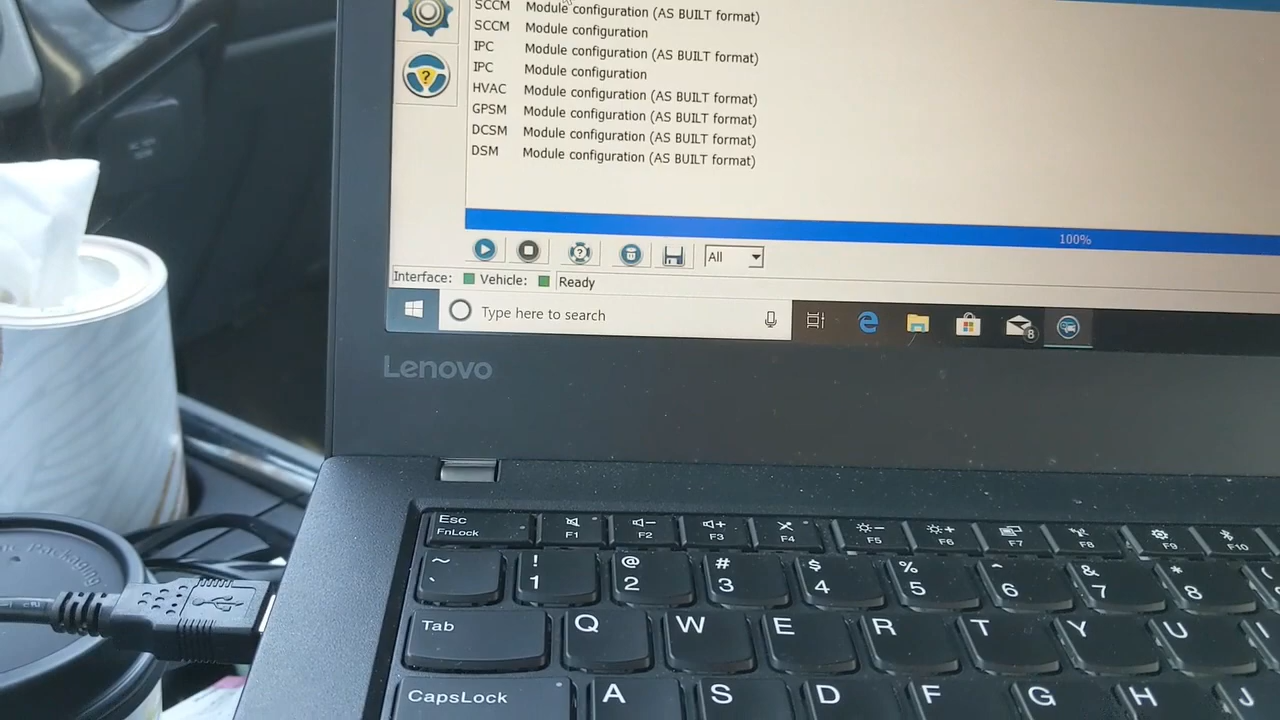 SCCM Module configuration (AS BUILT format)
SCCM Module configuration
IPC Module configuration (AS BUILT format)
IPC Module configuration
HVAC Module configuration (AS BUILT format)
GPSM Module configuration (AS BUILT format)
DCSM Module configuration (AS BUILT format)
DSM Module configuration (AS BUILT format)
100%
All
Interface: Vehicle: Ready
Type here to search
8
Lenovo
Esc
FnLock
F1 F2 F3 F4 F5 F6 F7 F8 F9 F10
~ ! @ # $ % ^ & *
` 1 2 3 4 5 6 7 8
Tab Q W E R T Y U I
CapsLock A S D F G H J
Packaging